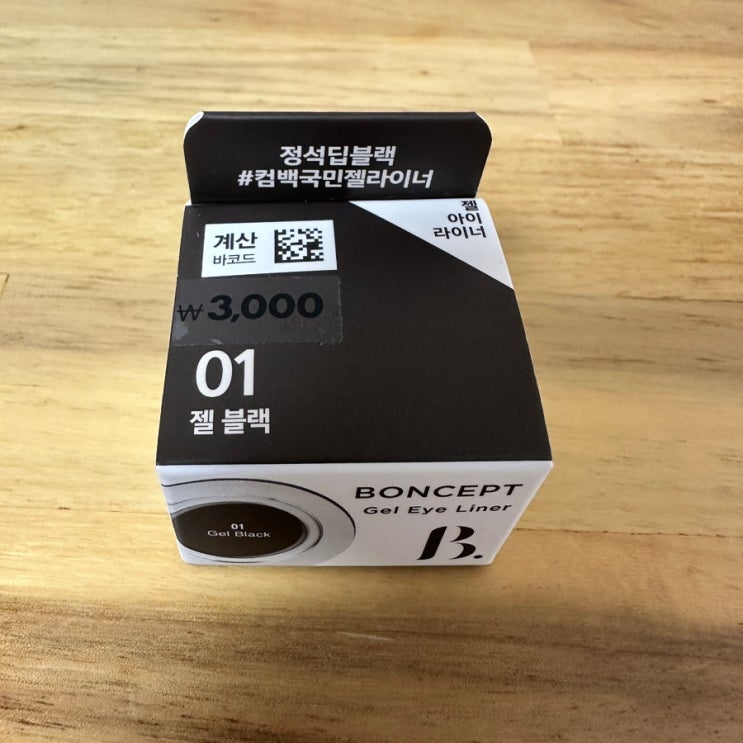 정석딥블랙
#컴백국민젤라이너
젤
아이
라이너
계산
바코드
₩3,000
01
젤 블랙
BONCEPT
Gel Eye Liner
B.
01
Gel Black